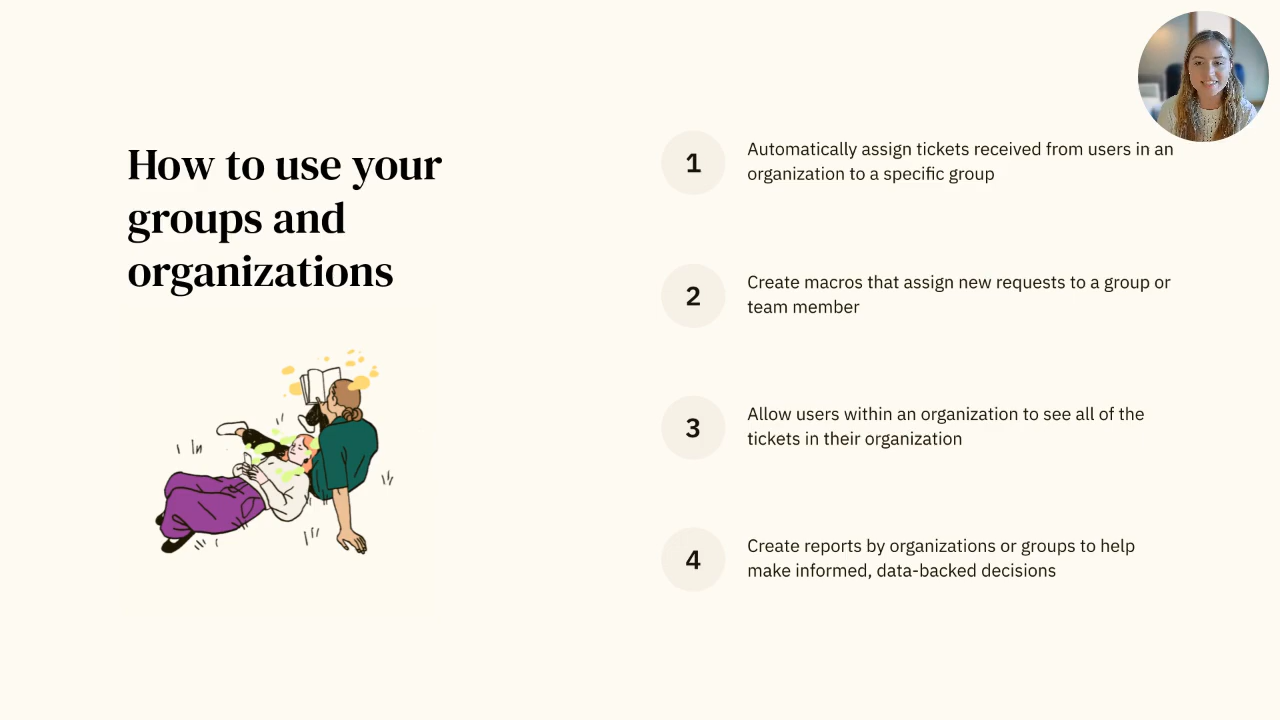 How to use your
groups and
organizations
1
Automatically assign tickets received from users in an
organization to a specific group
2
Create macros that assign new requests to a group or
team member
3
Allow users within an organization to see all of the
tickets in their organization
4
Create reports by organizations or groups to help
make informed, data-backed decisions